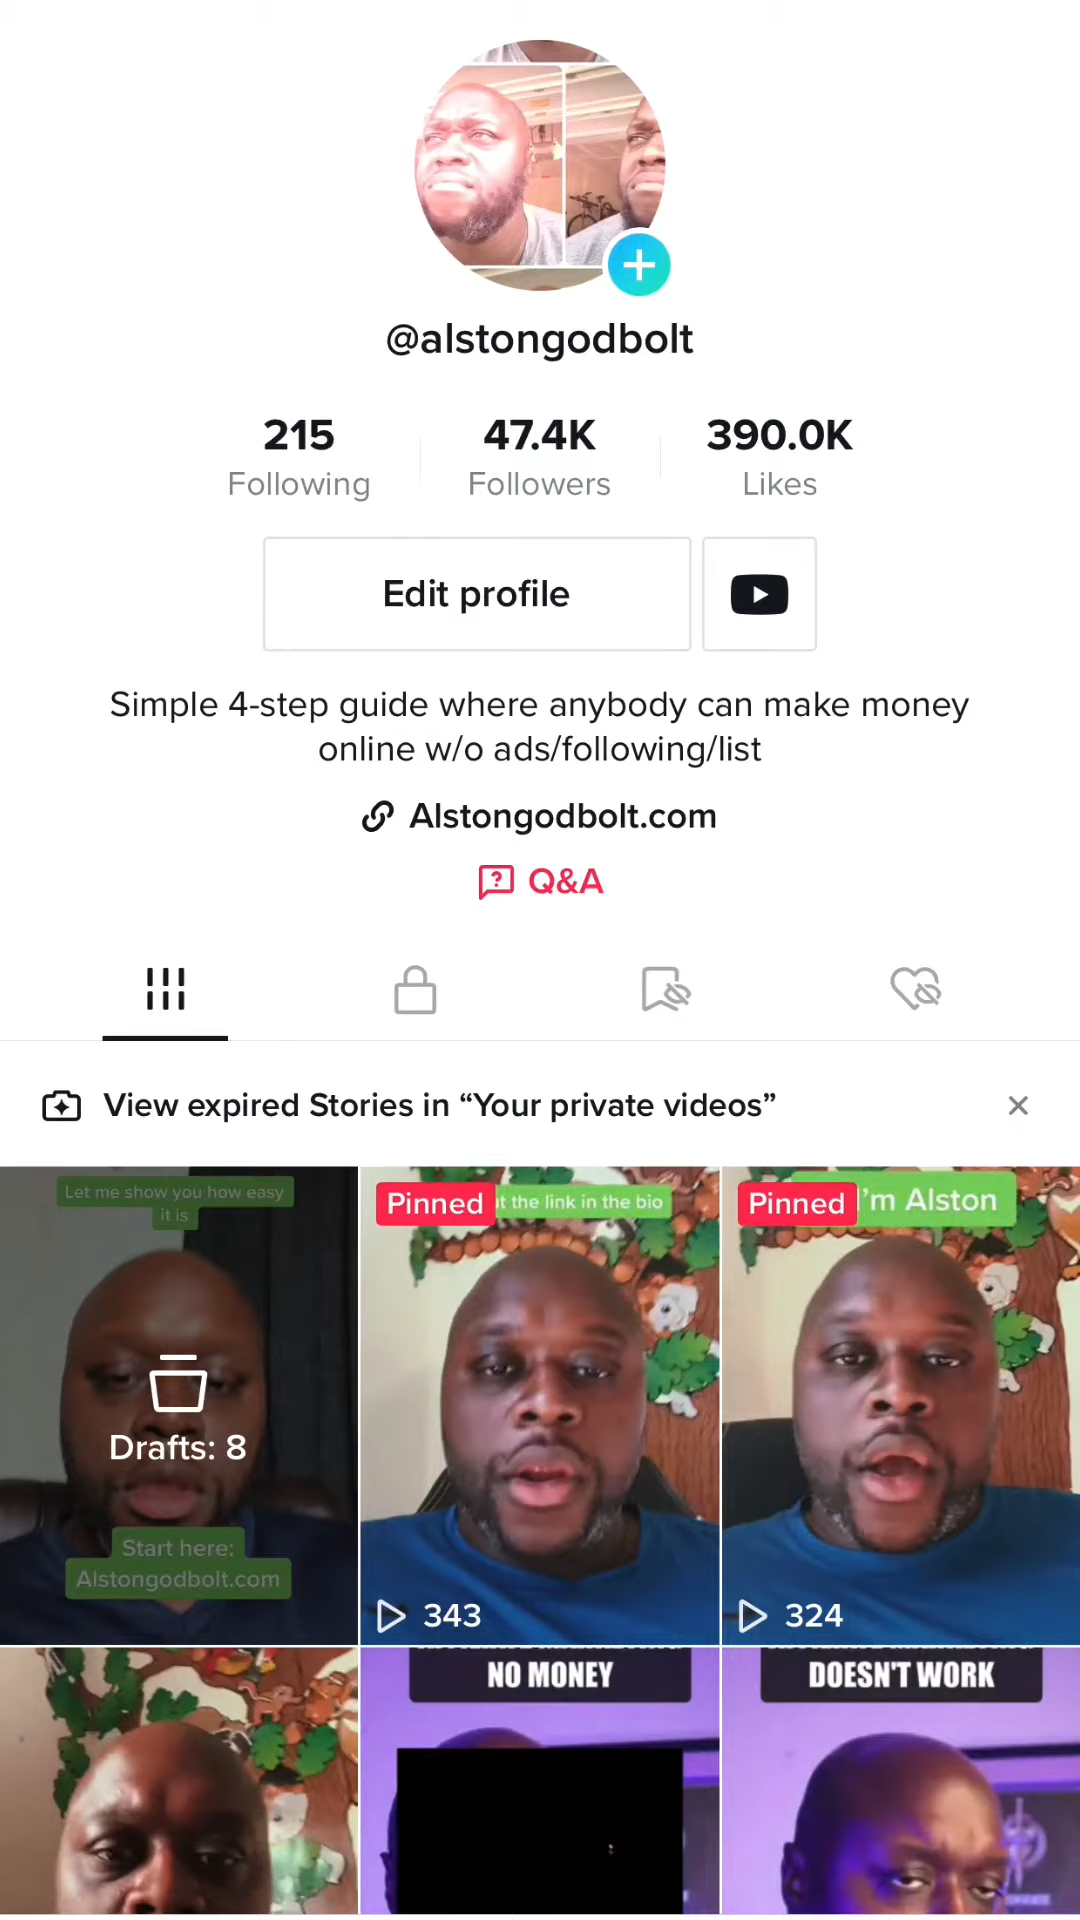 @alstongodbolt
215 47.4K 390.0K
Following Followers Likes
Edit profile
Simple 4-step guide where anybody can make money
online w/o ads/following/list
Alstongodbolt.com
Q&A
View expired Stories in “Your private videos”
Let me show you how easy
it is
Drafts: 8
Start here:
Alstongodbolt.com
Pinned t the link in the bio
343
Pinned 'm Alston
324
NO MONEY
DOESN'T WORK